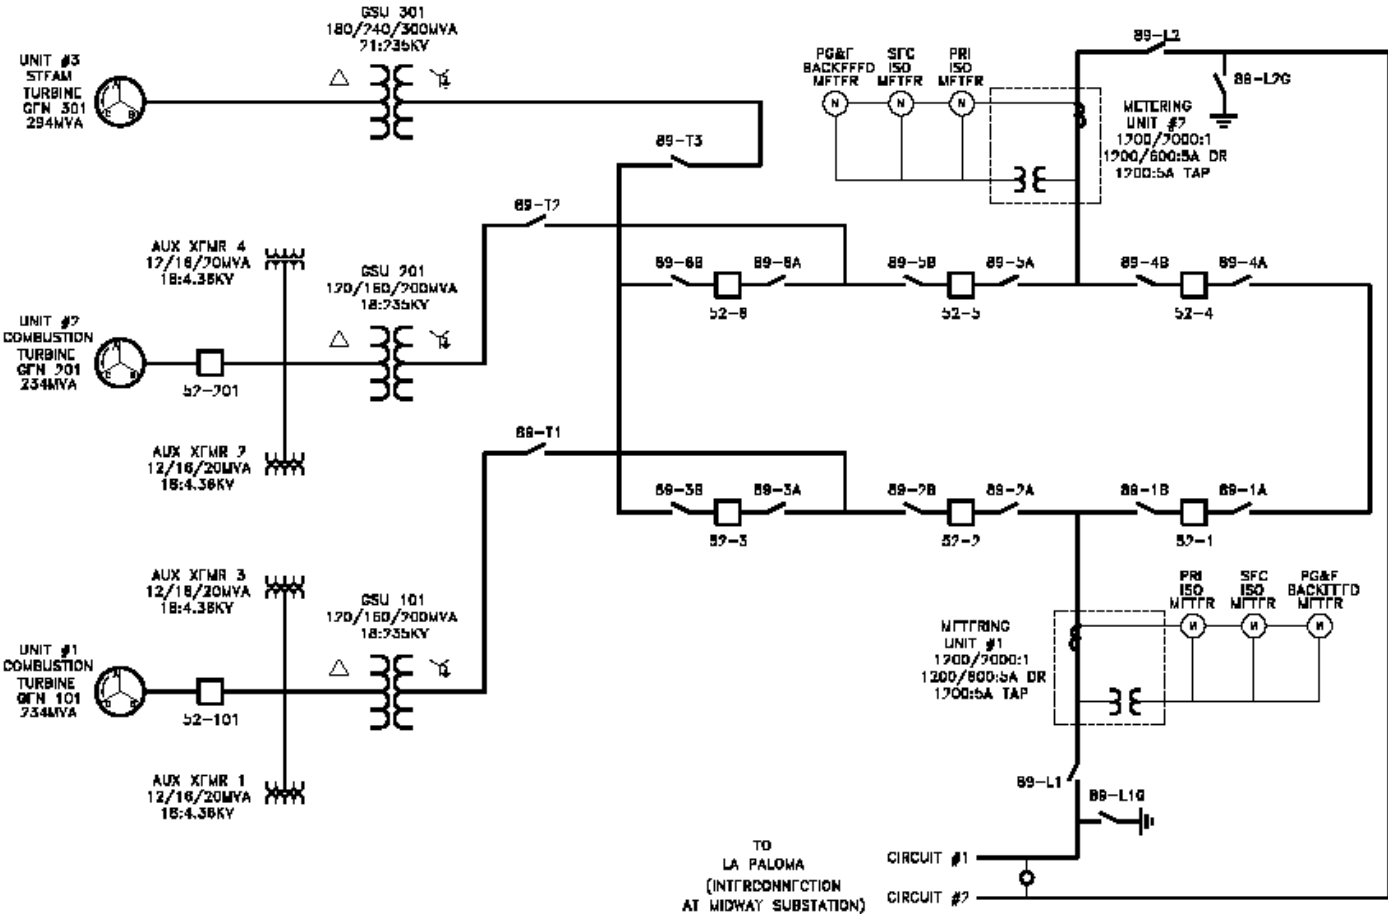 GSU 301
180/240/300MVA
21:235KV
UNIT #3
STEAM
TURBINE
GEN 301
294MVA
PG&E
BACKFEED
METER
SEC
ISO
METER
PRI
ISO
METER
N
N
N
89-L2
89-L2G
METERING
UNIT #2
1200/2000:1
1200/600:5A DR
1200:5A TAP
89-T3
89-T2
AUX XFMR 4
12/16/20MVA
18:4.36KV
GSU 201
120/160/200MVA
18:235KV
89-6B
89-6A
89-5B
89-5A
89-4B
89-4A
52-6
52-5
52-4
UNIT #2
COMBUSTION
TURBINE
GEN 201
234MVA
52-201
AUX XFMR 2
12/16/20MVA
18:4.36KV
89-T1
89-3B
89-3A
89-2B
89-2A
89-1B
89-1A
52-3
52-2
52-1
AUX XFMR 3
12/16/20MVA
18:4.36KV
GSU 101
120/160/200MVA
18:235KV
PRI
ISO
METER
SEC
ISO
METER
PG&E
BACKFEED
METER
N
N
N
METERING
UNIT #1
1200/2000:1
1200/600:5A DR
1200:5A TAP
UNIT #1
COMBUSTION
TURBINE
GEN 101
234MVA
52-101
AUX XFMR 1
12/16/20MVA
18:4.36KV
89-L1
89-L1G
TO
LA PALOMA
(INTERCONNECTION
AT MIDWAY SUBSTATION)
CIRCUIT #1
CIRCUIT #2